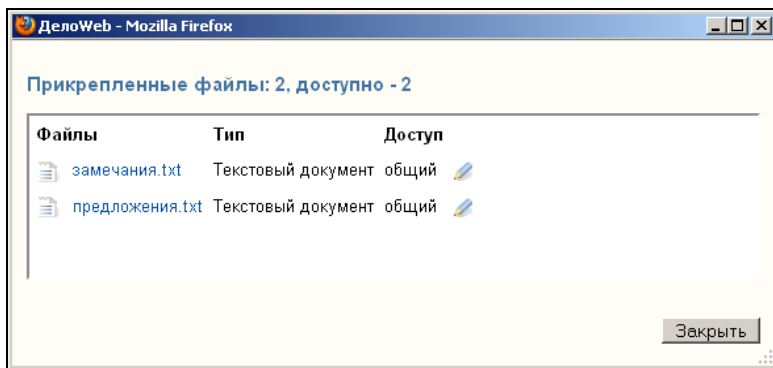 ДелоWeb - Mozilla Firefox
Прикрепленные файлы: 2, доступно - 2
Файлы Тип Доступ
замечания.txt Текстовый документ общий
предложения.txt Текстовый документ общий
Закрыть